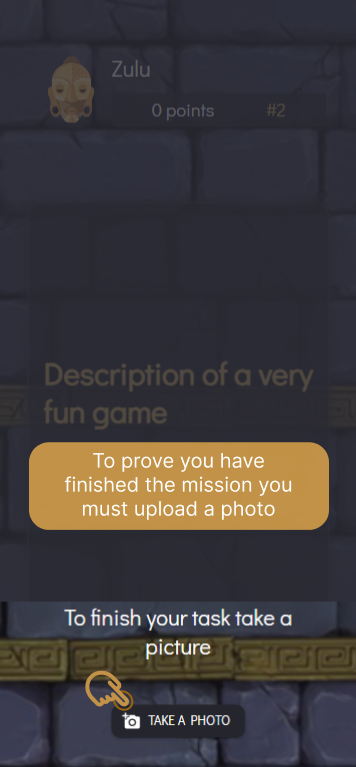 Zulu
0 points #2
Description of a very
fun game
To prove you have
finished the mission you
must upload a photo
To finish your task take a
picture
TAKE A PHOTO